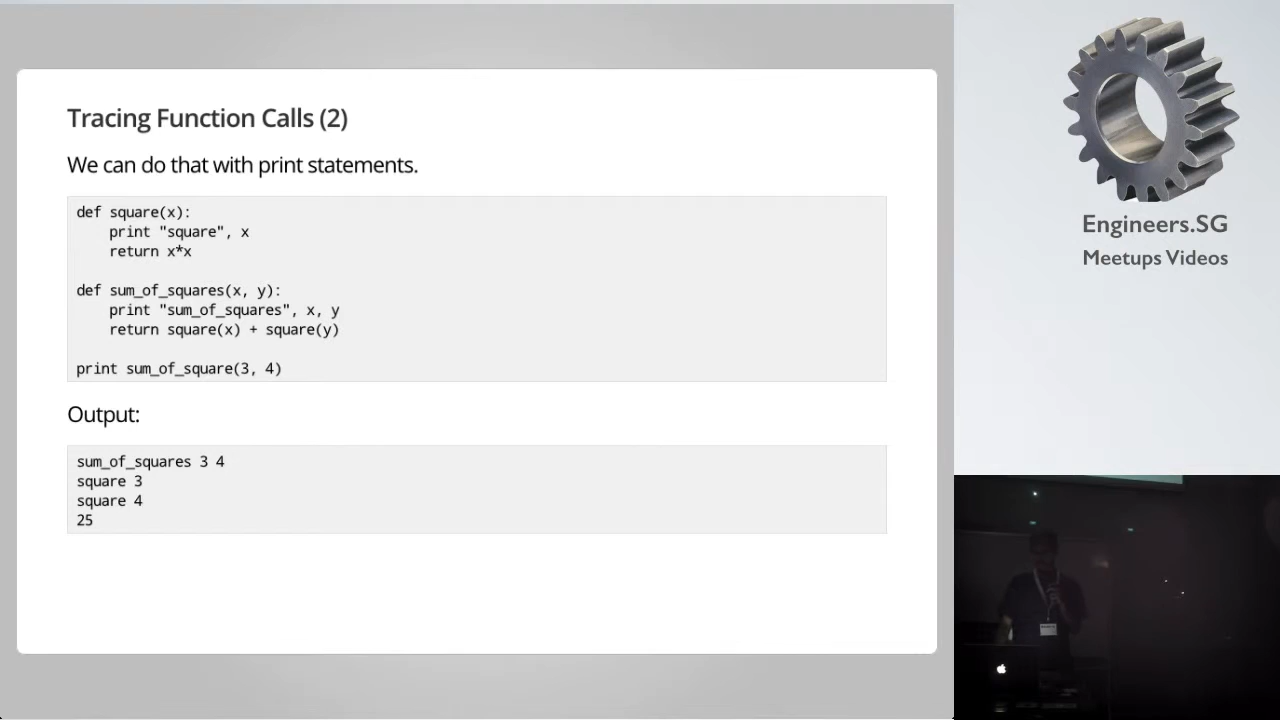 Tracing Function Calls (2)
We can do that with print statements.
def square(x):
    print "square", x
    return x*x
def sum_of_squares(x, y):
    print "sum_of_squares", x, y
    return square(x) + square(y)
print sum_of_square(3, 4)
Output:
sum_of_squares 3 4
square 3
square 4
25
Engineers.SG
Meetups Videos